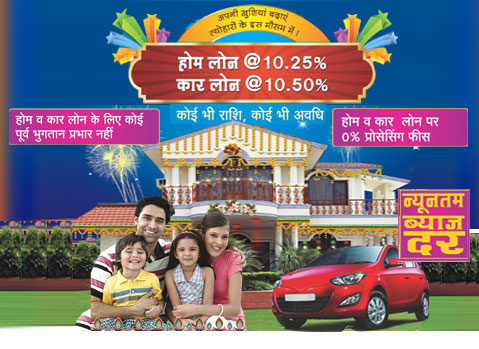 अपनी खुशियां बढ़ाएं
त्योहारों के इस मौसम में !
होम लोन @10.25%
कार लोन @10.50%
कोई भी राशि, कोई भी अवधि
होम व कार लोन के लिए कोई
पूर्व भुगतान प्रभार नहीं
होम व कार लोन पर
0% प्रोसेसिंग फीस
न्यूनतम
ब्याज
दर